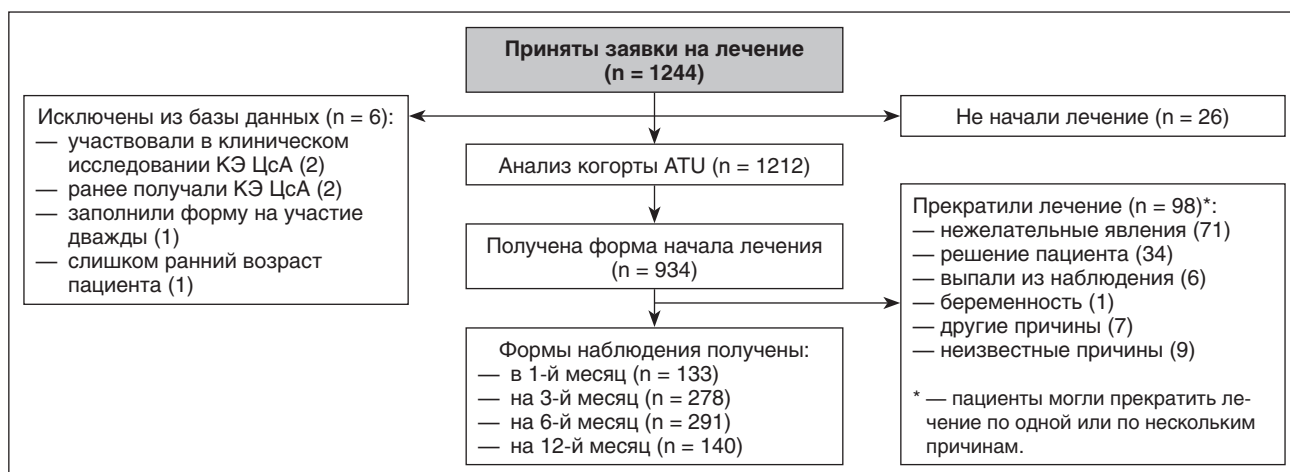 Приняты заявки на лечение
(n = 1244)
Исключены из базы данных (n = 6):
— участвовали в клиническом
исследовании КЭ ЦсА (2)
— ранее получали КЭ ЦсА (2)
— заполнили форму на участие
дважды (1)
— слишком ранний возраст
пациента (1)
Не начали лечение (n = 26)
Анализ когорты ATU (n = 1212)
Получена форма начала лечения
(n = 934)
Прекратили лечение (n = 98)*:
— нежелательные явления (71)
— решение пациента (34)
— выпали из наблюдения (6)
— беременность (1)
— другие причины (7)
— неизвестные причины (9)
* — пациенты могли прекратить ле-
чение по одной или по нескольким
причинам.
Формы наблюдения получены:
— в 1-й месяц (n = 133)
— на 3-й месяц (n = 278)
— на 6-й месяц (n = 291)
— на 12-й месяц (n = 140)